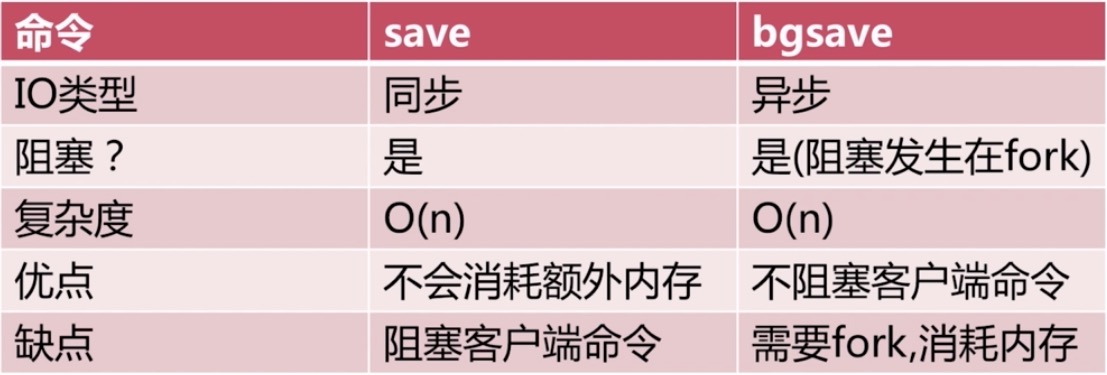 命令 save bgsave
IO类型 同步 异步
阻塞？ 是 是(阻塞发生在fork)
复杂度 O(n) O(n)
优点 不会消耗额外内存 不阻塞客户端命令
缺点 阻塞客户端命令 需要fork,消耗内存